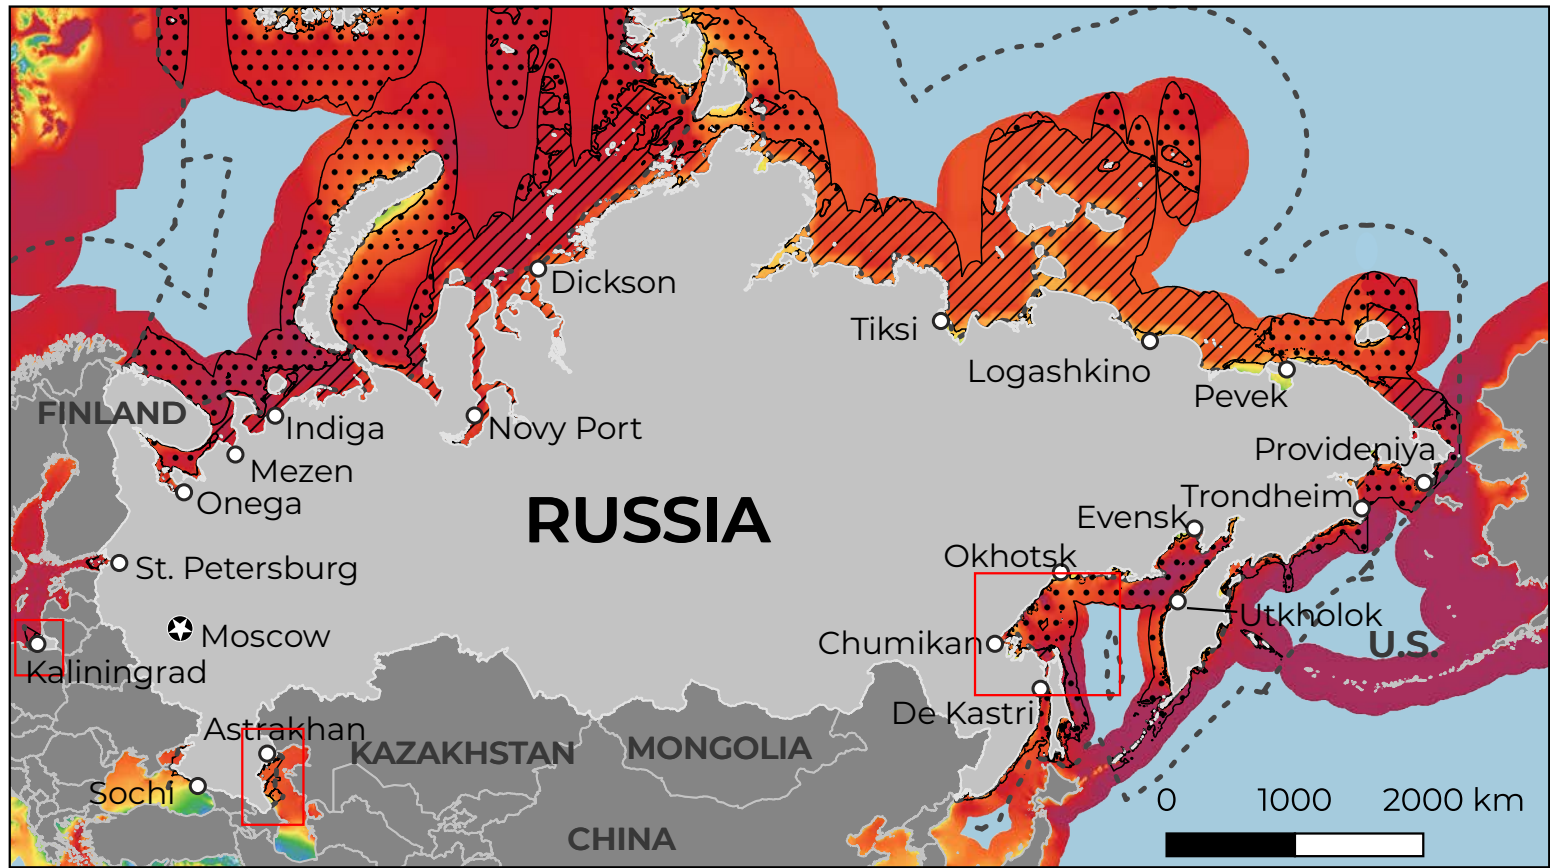 Dickson
Tiksi
Logashkino
Pevek
FINLAND
Indiga
Novy Port
Mezen
Provideniya
Onega
Trondheim
RUSSIA
Evensk
Okhotsk
St. Petersburg
Utkholok
Moscow
Chumikan
U.S.
Kaliningrad
De Kastri
Astrakhan
KAZAKHSTAN
MONGOLIA
Sochi
0 1000 2000 km
CHINA